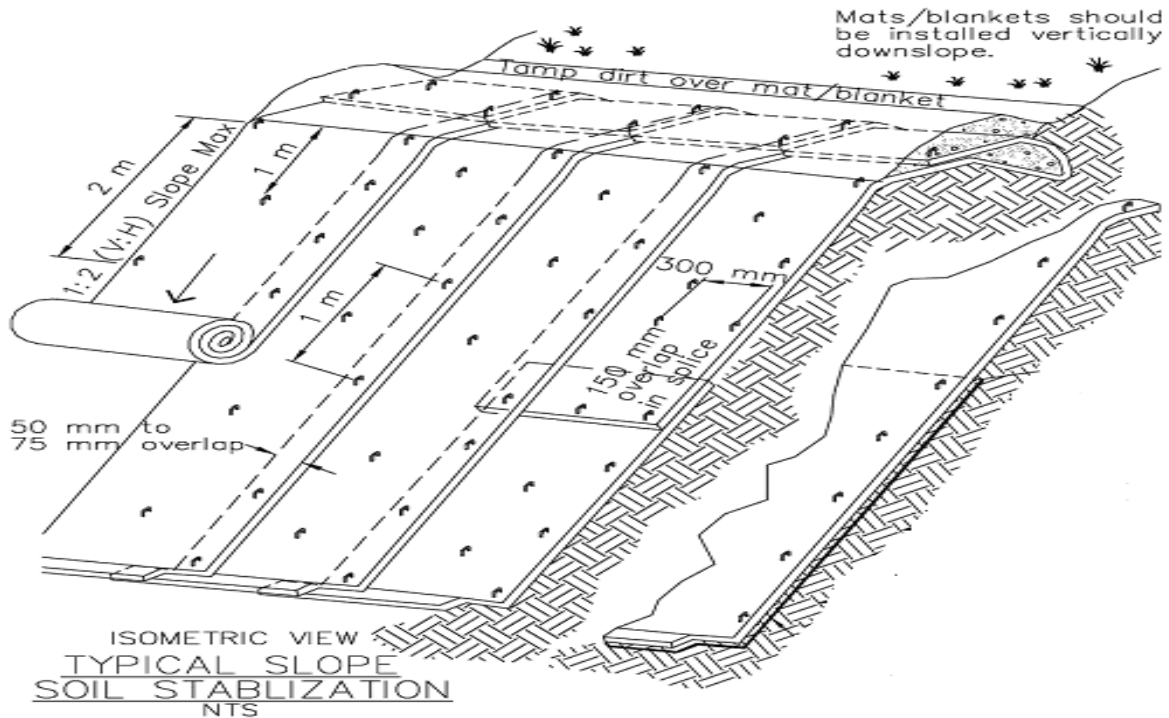 Mats/blankets should
be installed vertically
downslope.
Tamp dirt over mat/blanket
2 m
1 m
1:2 (V:H) Slope Max
300 mm
1 m
150 mm
overlap
in splice
50 mm to
75 mm overlap
ISOMETRIC VIEW
TYPICAL SLOPE
SOIL STABLIZATION
NTS